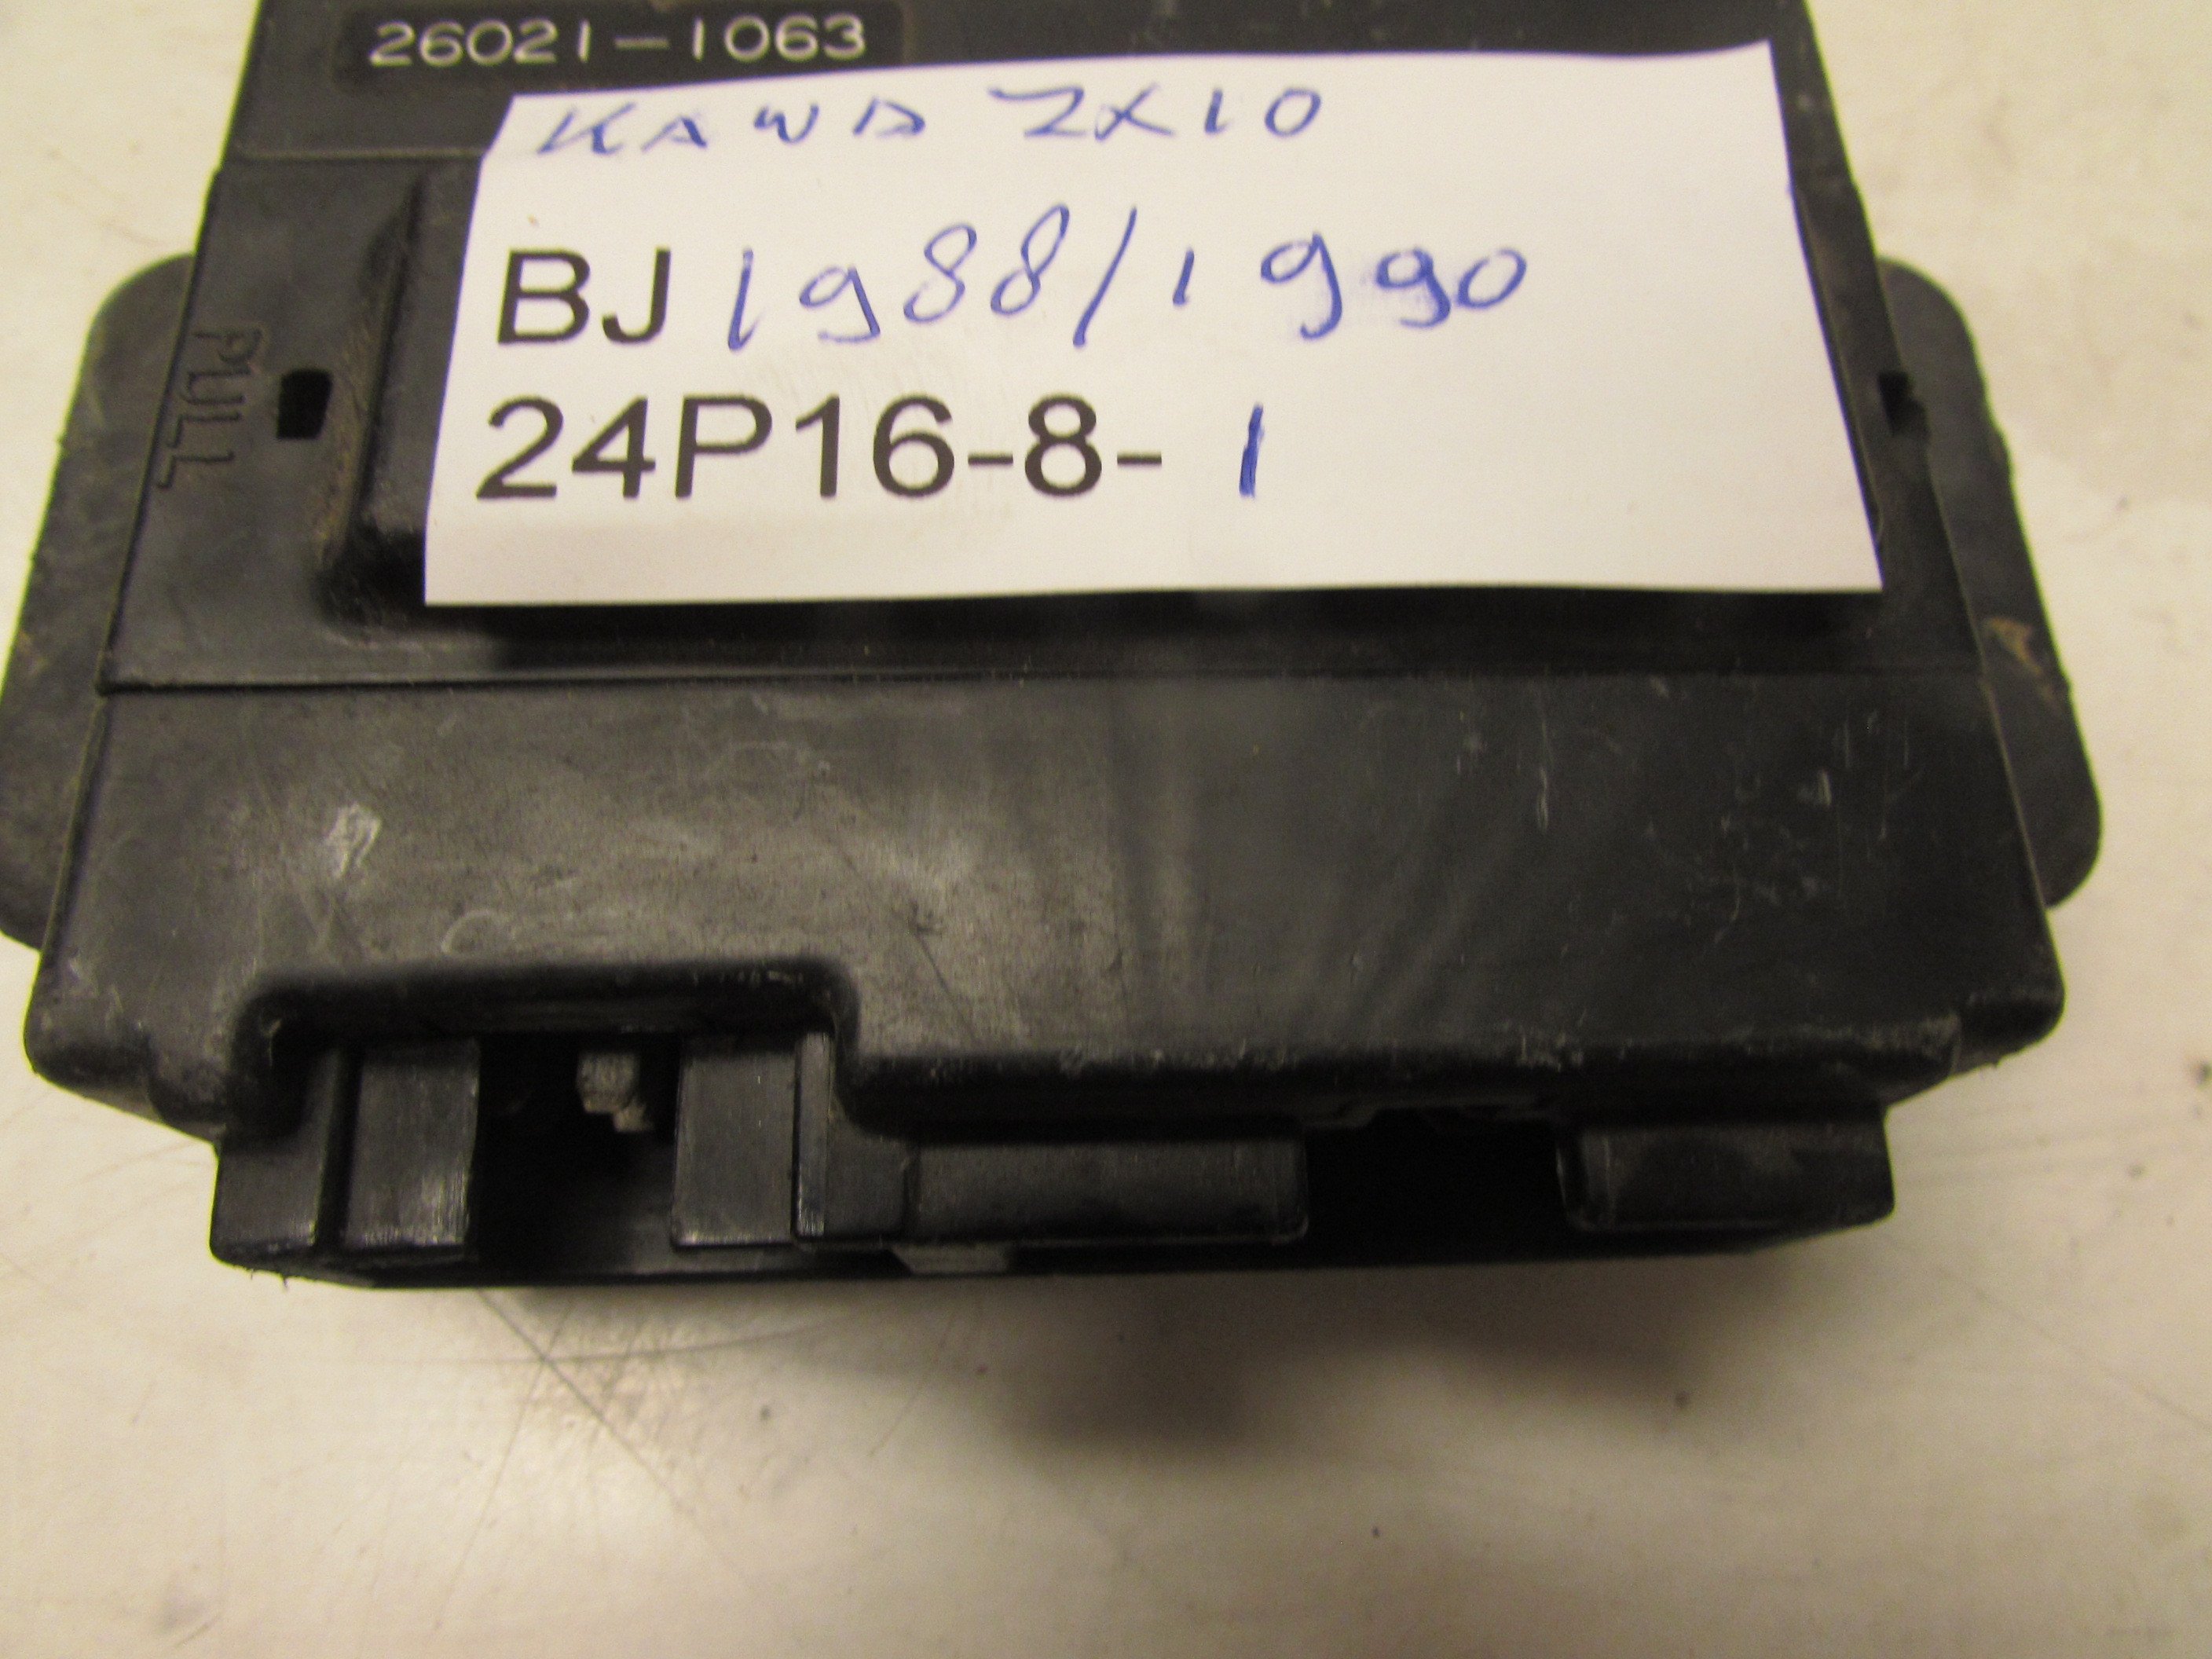 26021-1063
KAWA ZX10
BJ 1988/1990
24P16-8-1
PULL